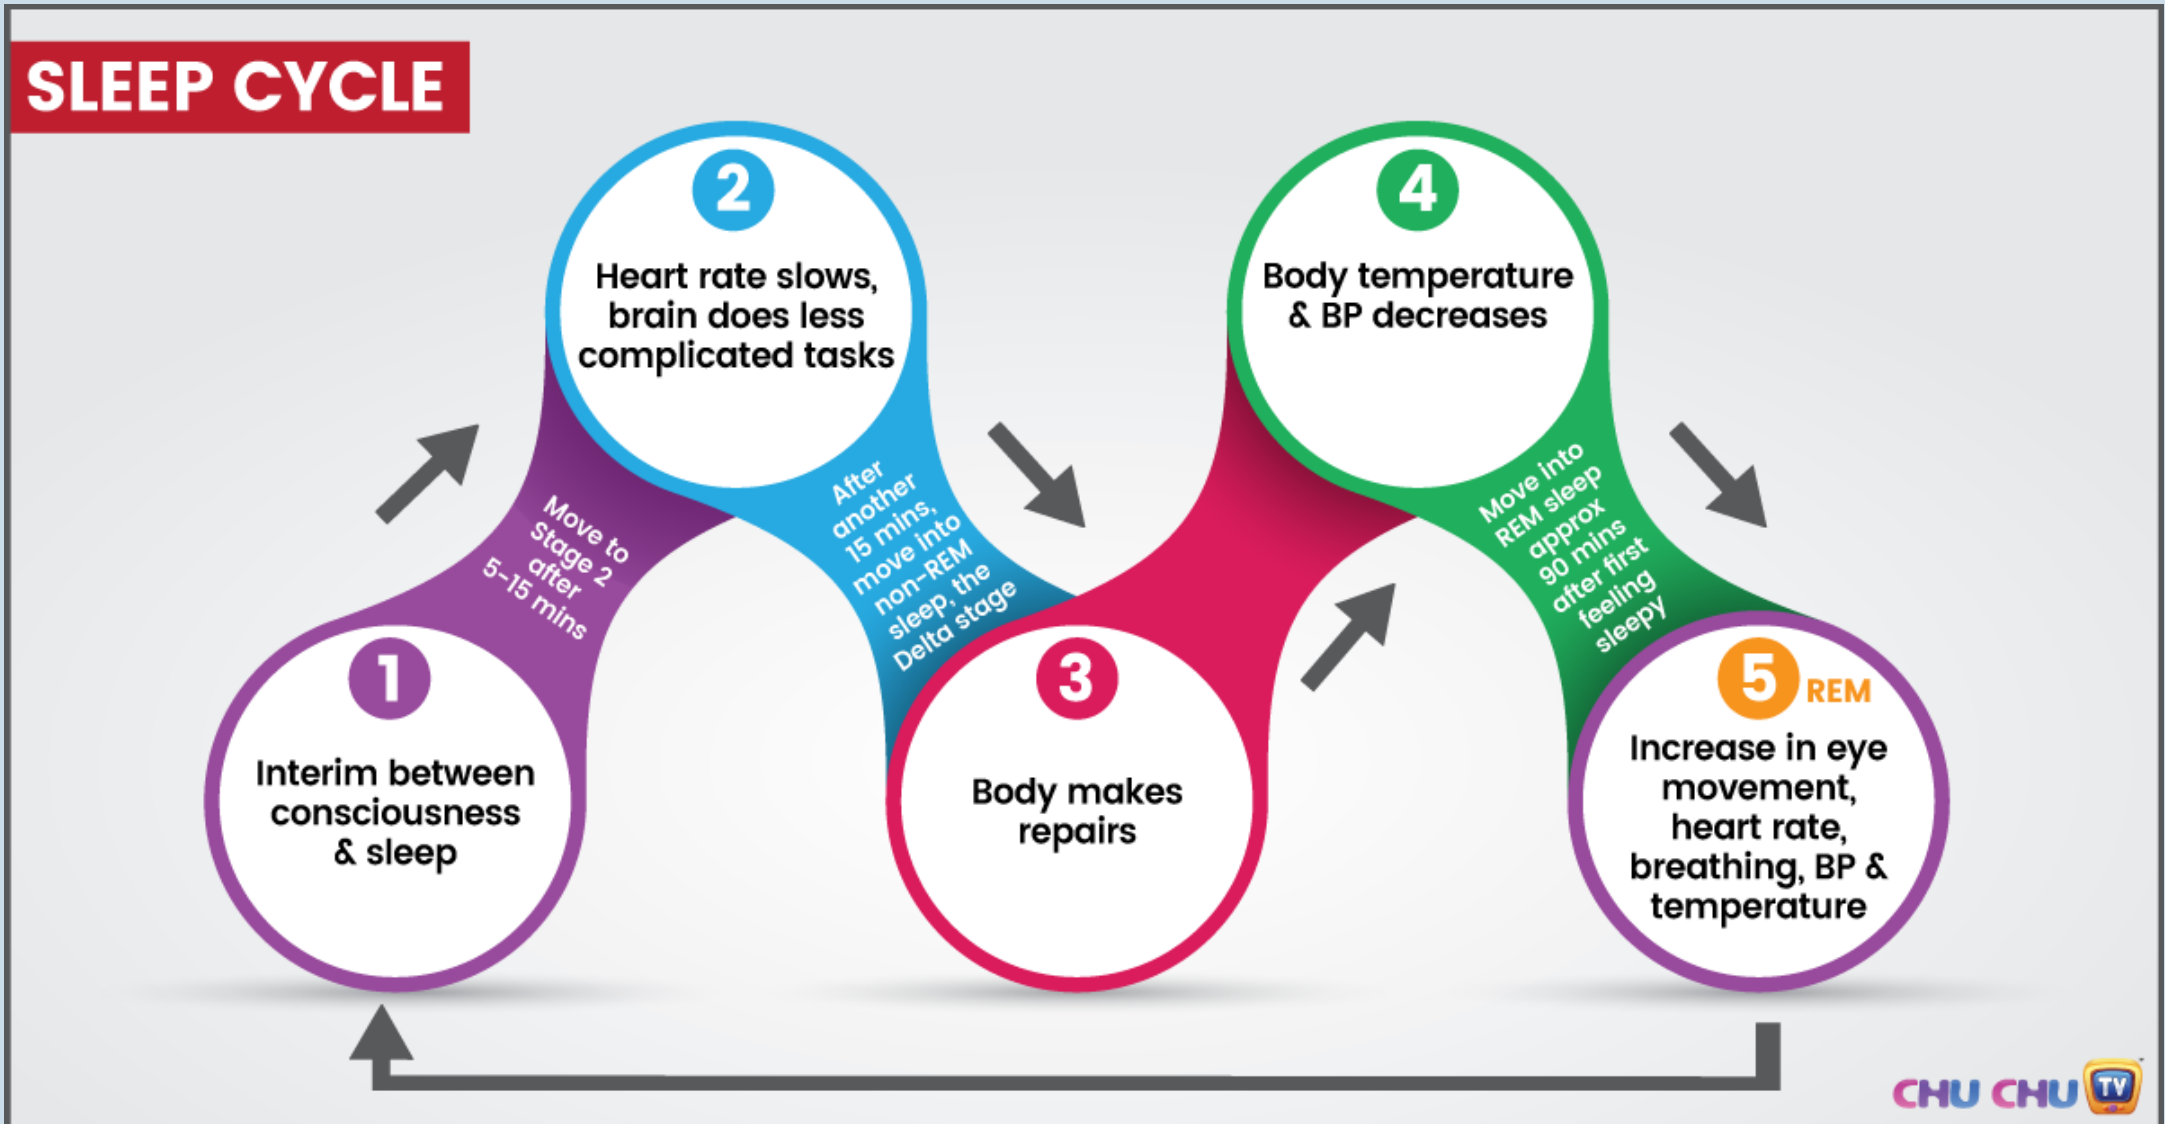 SLEEP CYCLE
1
Interim between
consciousness
& sleep
Move to
Stage 2
after
5-15 mins
2
Heart rate slows,
brain does less
complicated tasks
After
another
15 mins,
move into
non-REM
sleep, the
Delta stage
3
Body makes
repairs
4
Body temperature
& BP decreases
Move into
REM sleep
approx
90 mins
after first
feeling
sleepy
5 REM
Increase in eye
movement,
heart rate,
breathing, BP &
temperature
CHU CHU TV